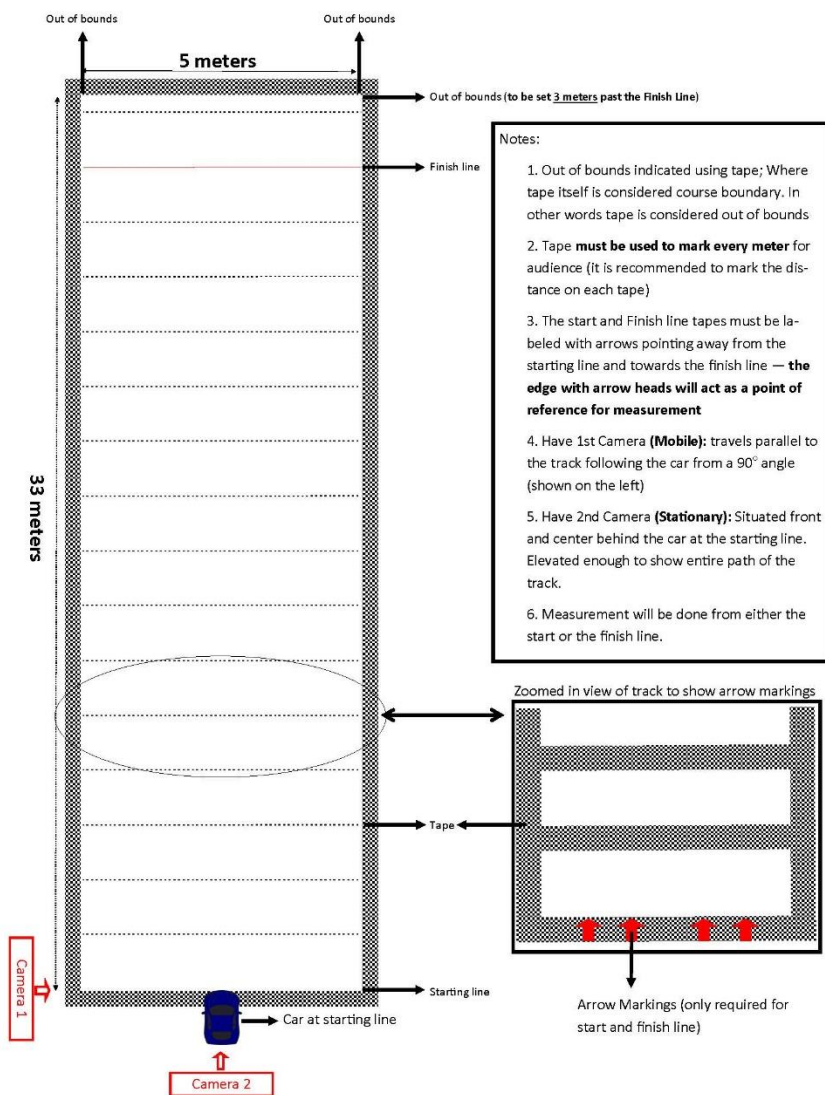 Out of bounds
Out of bounds
5 meters
Out of bounds (to be set 3 meters past the Finish Line)
Finish line
Notes:
1. Out of bounds indicated using tape; Where
tape itself is considered course boundary. In
other words tape is considered out of bounds
2. Tape must be used to mark every meter for
audience (it is recommended to mark the dis-
tance on each tape)
3. The start and Finish line tapes must be la-
beled with arrows pointing away from the
starting line and towards the finish line — the
edge with arrow heads will act as a point of
reference for measurement
4. Have 1st Camera (Mobile): travels parallel to
the track following the car from a 90° angle
(shown on the left)
5. Have 2nd Camera (Stationary): Situated front
and center behind the car at the starting line.
Elevated enough to show entire path of the
track.
6. Measurement will be done from either the
start or the finish line.
33 meters
Zoomed in view of track to show arrow markings
Tape
Camera 1
Starting line
Car at starting line
Arrow Markings (only required for
start and finish line)
Camera 2